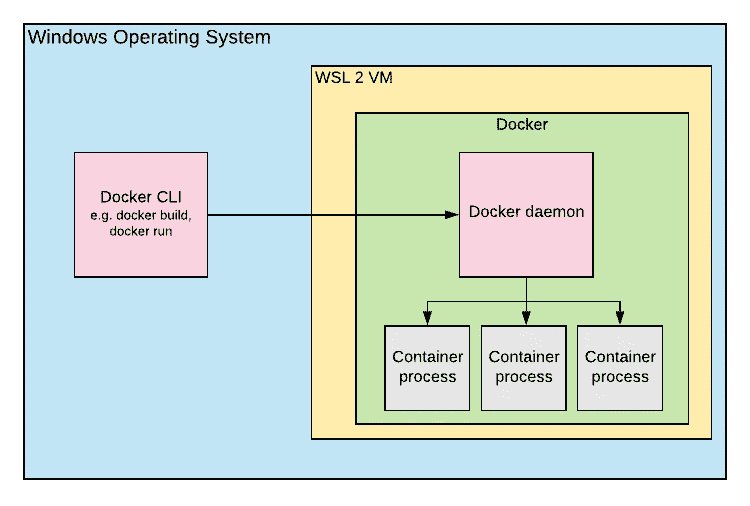 Windows Operating System
WSL 2 VM
Docker
Docker CLI
e.g. docker build,
docker run
Docker daemon
Container
process
Container
process
Container
process